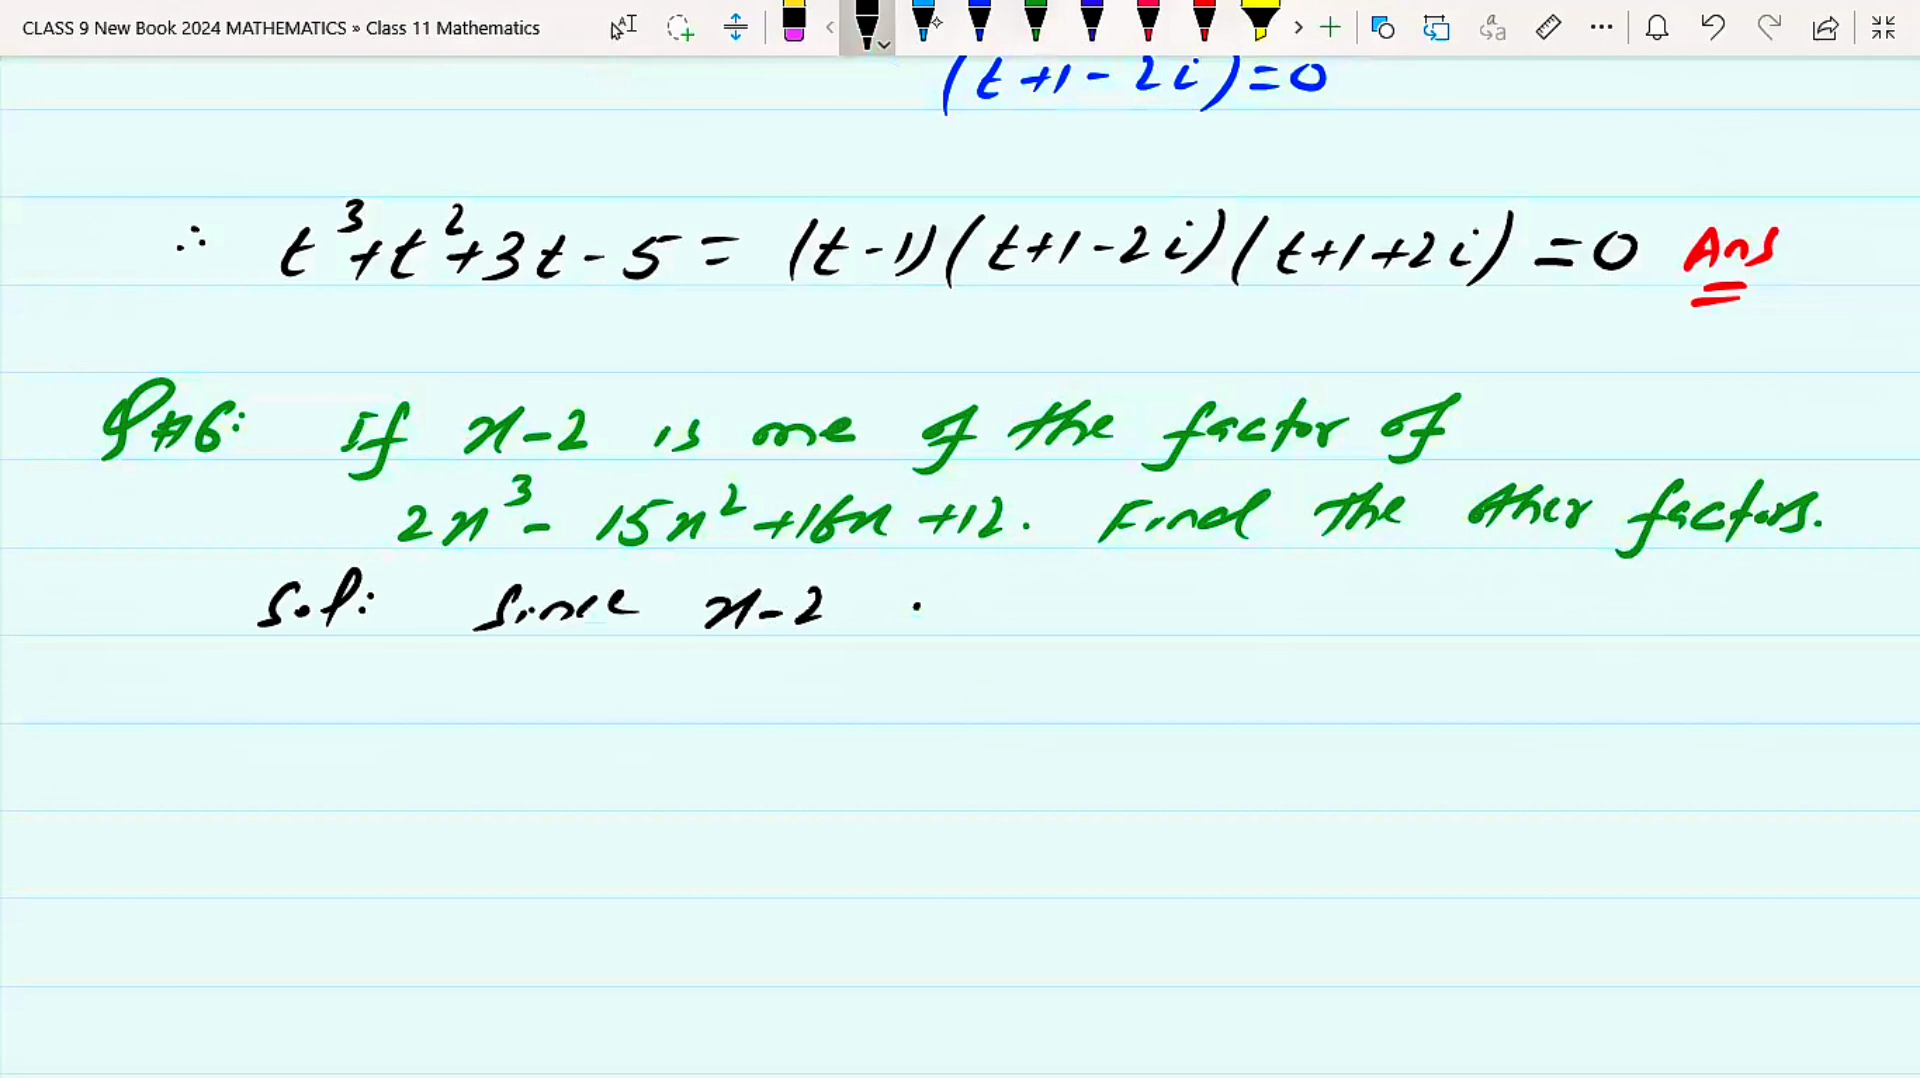 CLASS 9 New Book 2024 MATHEMATICS » Class 11 Mathematics
(t+1-2i)=0
∴ t³+t²+3t-5 = (t-1)(t+1-2i)(t+1+2i) = 0 Ans
Q#6: If x-2 is one of the factor of
2x³ - 15x² +16x +12. Find the other factors.
Sol: Since x-2 .